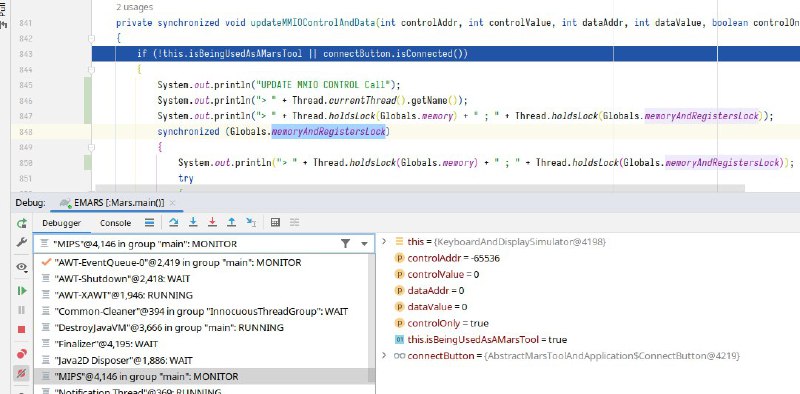 Pull
2 usages
841 private synchronized void updateMMIOControlAndData(int controlAddr, int controlValue, int dataAddr, int dataValue, boolean controlOn
842 {
843 if (!this.isBeingUsedAsAMarsTool || connectButton.isConnected())
844 {
845 System.out.println("UPDATE MMIO CONTROL Call");
846 System.out.println("> " + Thread.currentThread().getName());
847 System.out.println("> " + Thread.holdsLock(Globals.memory) + " ; " + Thread.holdsLock(Globals.memoryAndRegistersLock));
848 synchronized (Globals.memoryAndRegistersLock)
849 {
850 System.out.println("> " + Thread.holdsLock(Globals.memory) + " ; " + Thread.holdsLock(Globals.memoryAndRegistersLock));
851 try
Debug: EMARS [:Mars.main()] ×
Debugger Console
"MIPS"@4,146 in group "main": MONITOR
"AWT-EventQueue-0"@2,419 in group "main": MONITOR
"AWT-Shutdown"@2,418: WAIT
"AWT-XAWT"@1,946: RUNNING
"Common-Cleaner"@394 in group "InnocuousThreadGroup": WAIT
"DestroyJavaVM"@3,666 in group "main": RUNNING
"Finalizer"@4,195: WAIT
"Java2D Disposer"@1,886: WAIT
"MIPS"@4,146 in group "main": MONITOR
"Notification Thread"@369: RUNNING
this = {KeyboardAndDisplaySimulator@4198}
controlAddr = -65536
controlValue = 0
dataAddr = 0
dataValue = 0
controlOnly = true
this.isBeingUsedAsAMarsTool = true
connectButton = {AbstractMarsToolAndApplication$ConnectButton@4219}